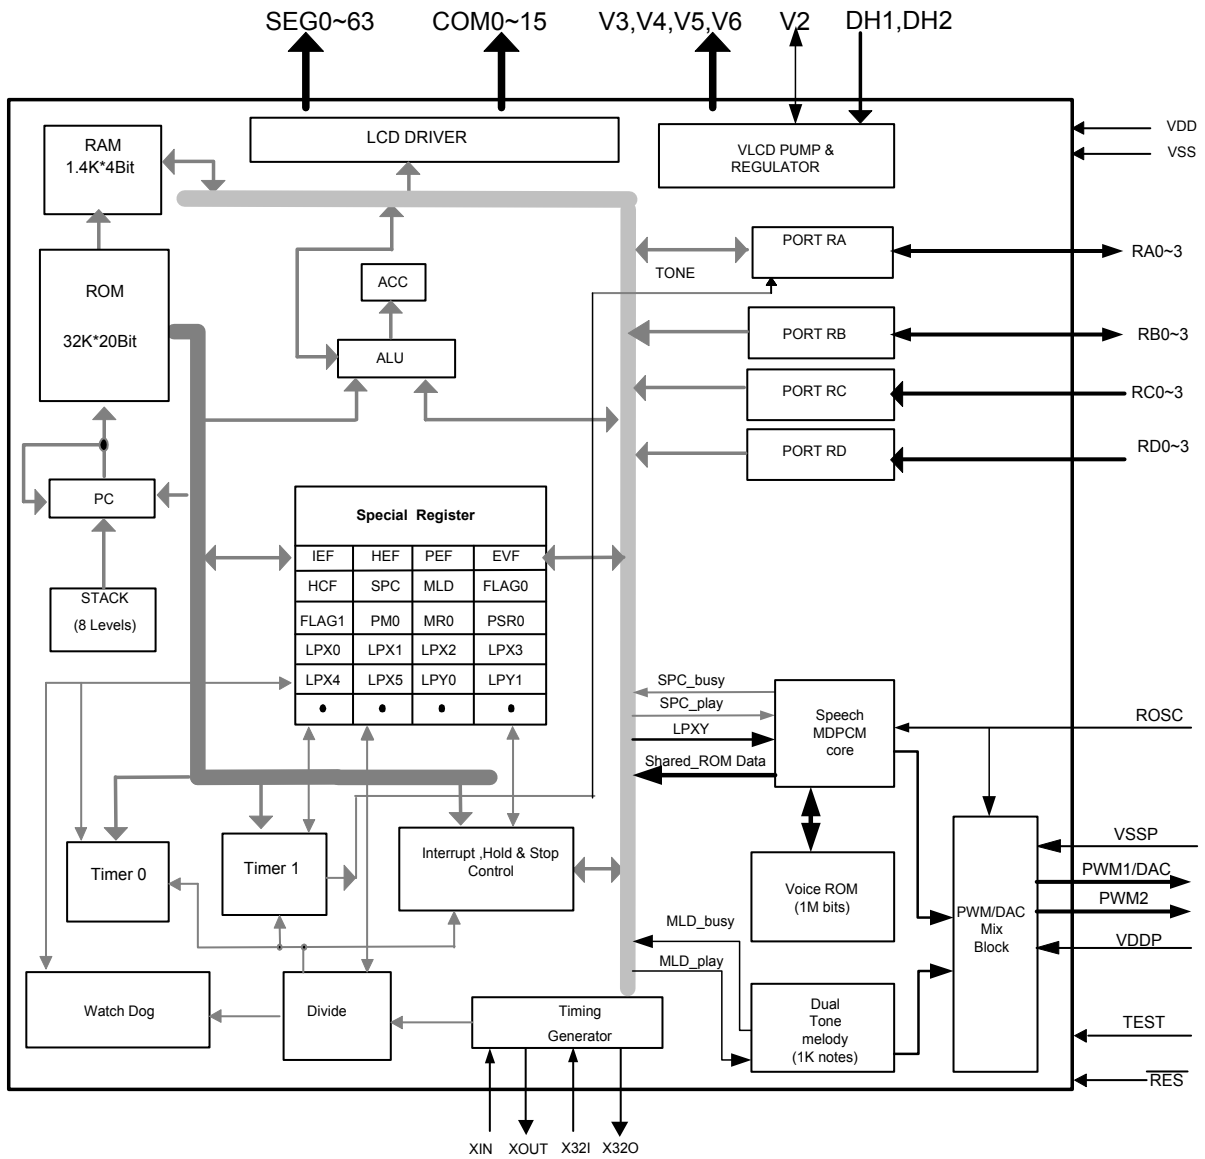 SEG0~63 COM0~15 V3,V4,V5,V6 V2 DH1,DH2
VDD
VSS
RAM
1.4K*4Bit
LCD DRIVER
VLCD PUMP &
REGULATOR
PORT RA
RA0~3
TONE
ROM
32K*20Bit
ACC
ALU
PORT RB
RB0~3
PORT RC
RC0~3
PORT RD
RD0~3
PC
STACK
(8 Levels)
Special Register
IEF HEF PEF EVF
HCF SPC MLD FLAG0
FLAG1 PM0 MR0 PSR0
LPX0 LPX1 LPX2 LPX3
LPX4 LPX5 LPY0 LPY1
SPC_busy
SPC_play
LPXY
Shared_ROM Data
Speech
MDPCM
core
ROSC
Timer 0
Timer 1
Interrupt ,Hold & Stop
Control
Voice ROM
(1M bits)
PWM/DAC
Mix
Block
VSSP
PWM1/DAC
PWM2
VDDP
MLD_busy
MLD_play
Watch Dog
Divide
Timing
Generator
Dual
Tone
melody
(1K notes)
TEST
RES
XIN XOUT X32I X32O